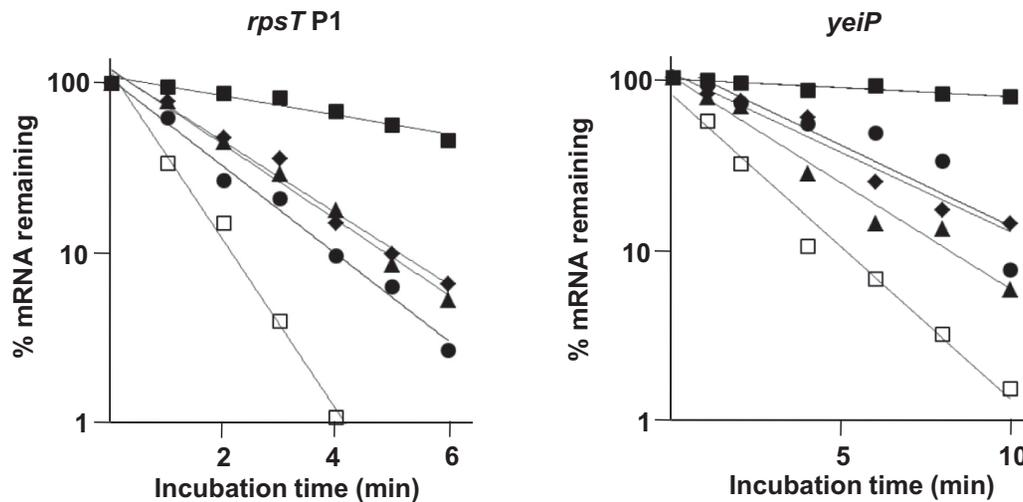 rpsT P1
% mRNA remaining
100
10
1
2 4 6
Incubation time (min)
yeiP
% mRNA remaining
100
10
1
5 10
Incubation time (min)